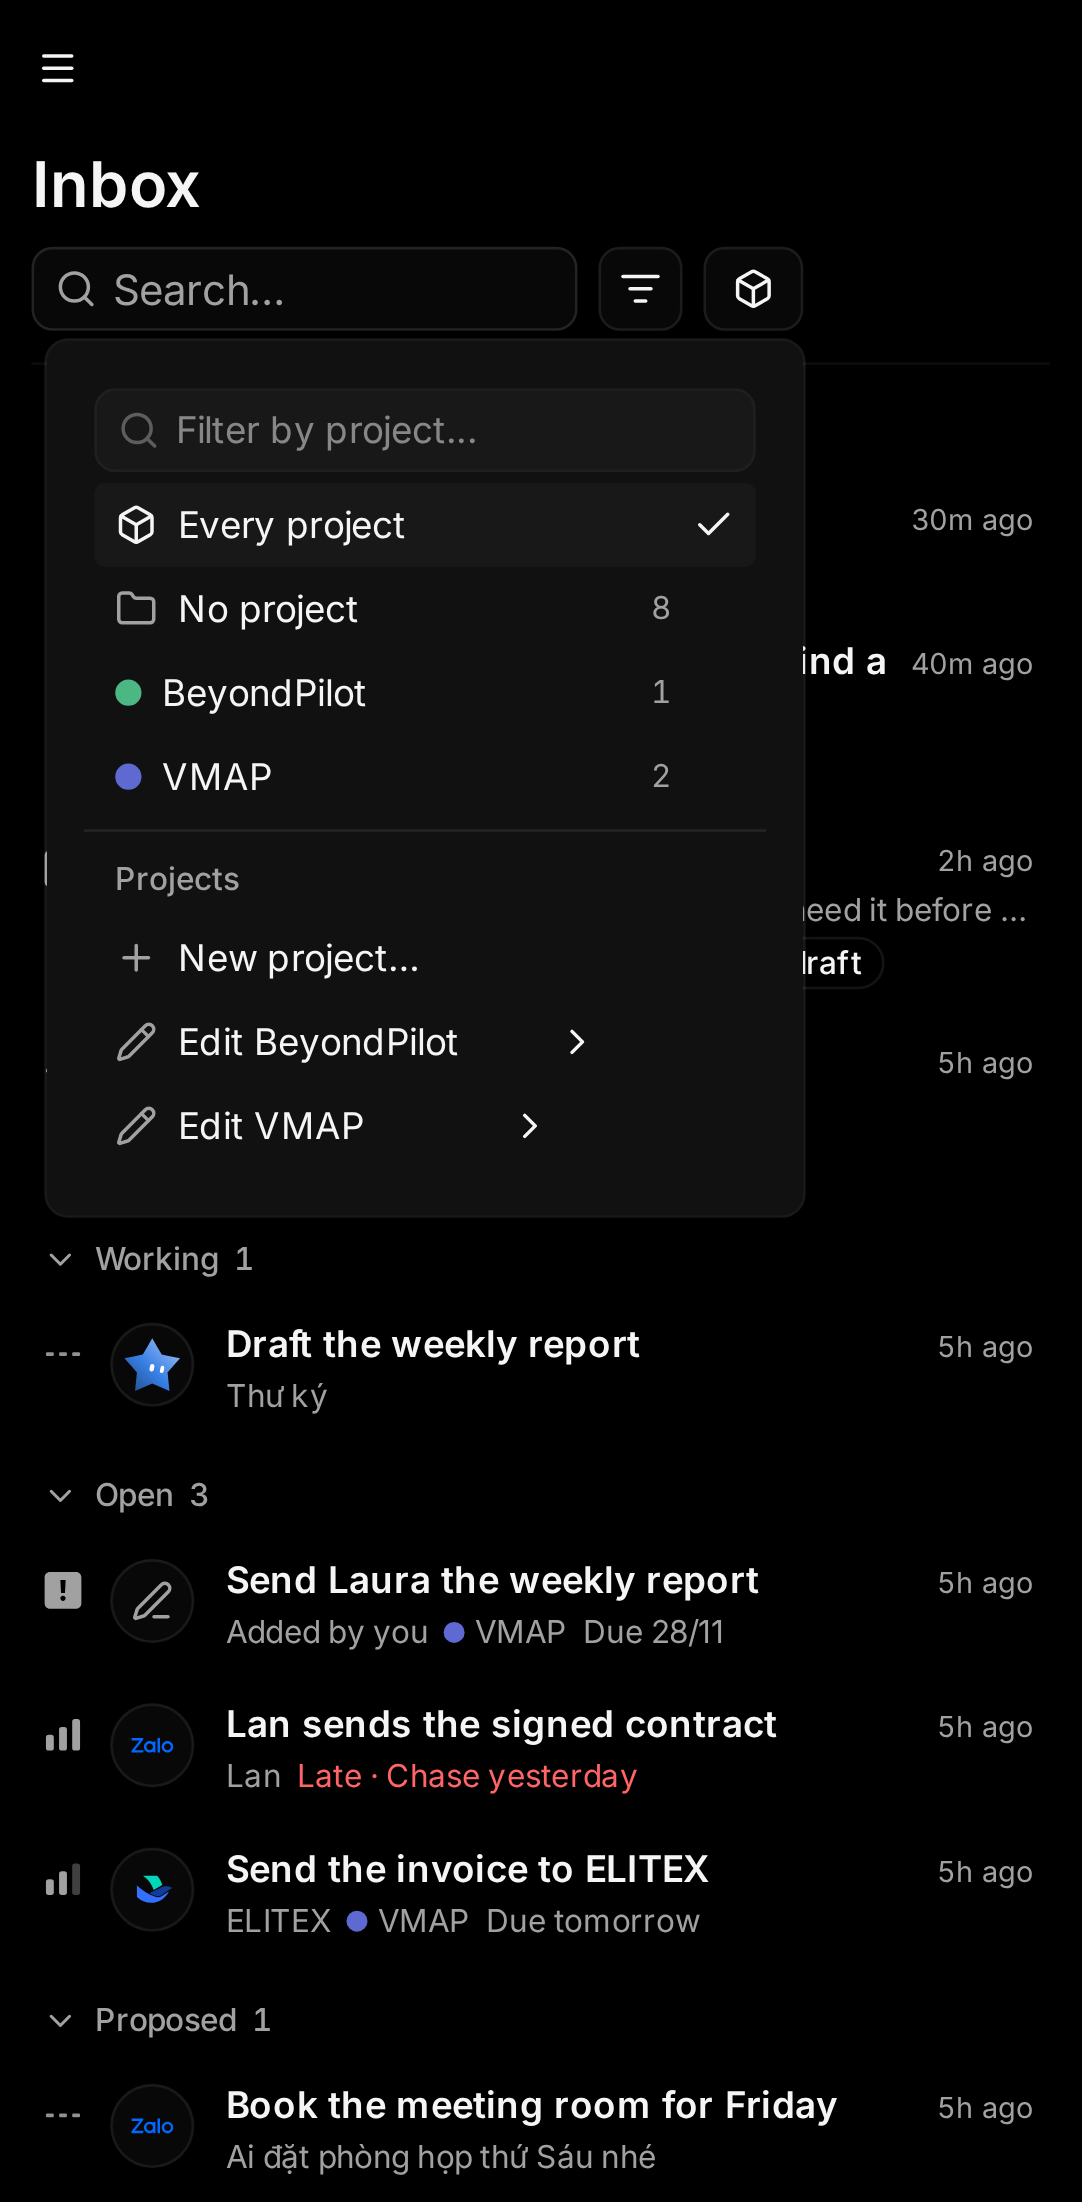 Inbox
Search...
Filter by project...
Every project
30m ago
No project 8
ind a 40m ago
BeyondPilot 1
VMAP 2
2h ago
Projects
need it before ...
New project...
draft
Edit BeyondPilot
5h ago
Edit VMAP
Working 1
Draft the weekly report 5h ago
Thư ký
Open 3
Send Laura the weekly report 5h ago
Added by you VMAP Due 28/11
Zalo
Lan sends the signed contract 5h ago
Lan Late · Chase yesterday
Send the invoice to ELITEX 5h ago
ELITEX VMAP Due tomorrow
Proposed 1
Zalo
Book the meeting room for Friday 5h ago
Ai đặt phòng họp thứ Sáu nhé